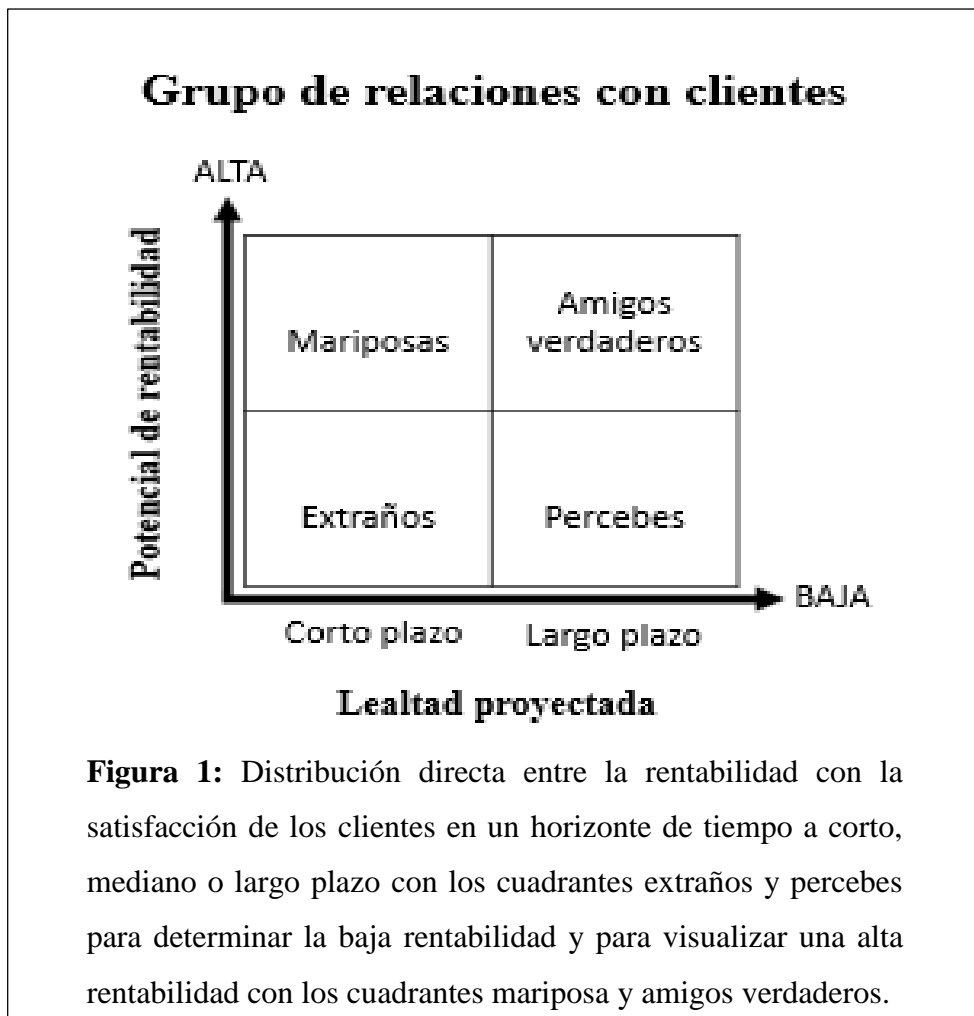 Grupo de relaciones con clientes
ALTA
Potencial de rentabilidad
Mariposas
Amigos
verdaderos
Extraños
Percebes
BAJA
Corto plazo
Largo plazo
Lealtad proyectada
Figura 1: Distribución directa entre la rentabilidad con la
satisfacción de los clientes en un horizonte de tiempo a corto,
mediano o largo plazo con los cuadrantes extraños y percebes
para determinar la baja rentabilidad y para visualizar una alta
rentabilidad con los cuadrantes mariposa y amigos verdaderos.